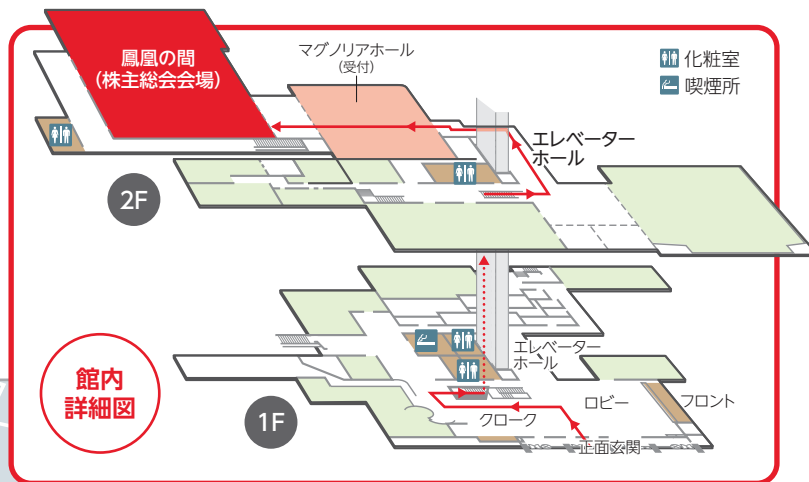 鳳凰の間
(株主総会会場)
マグノリアホール
(受付)
化粧室
喫煙所
エレベーター
ホール
2F
エレベーター
ホール
館内
詳細図
ロビー
フロント
クローク
1F
正面玄関